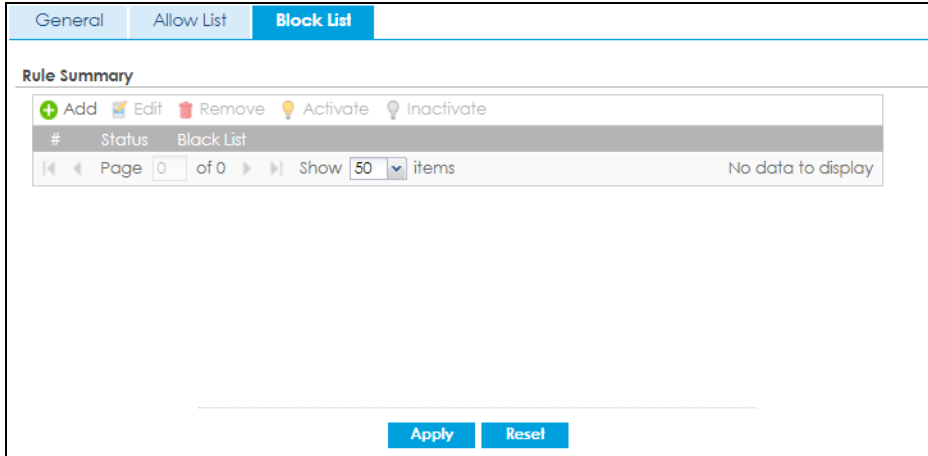 General Allow List Block List
Rule Summary
Add Edit Remove Activate Inactivate
# Status Black List
Page 0 of 0 Show 50 items No data to display
Apply Reset